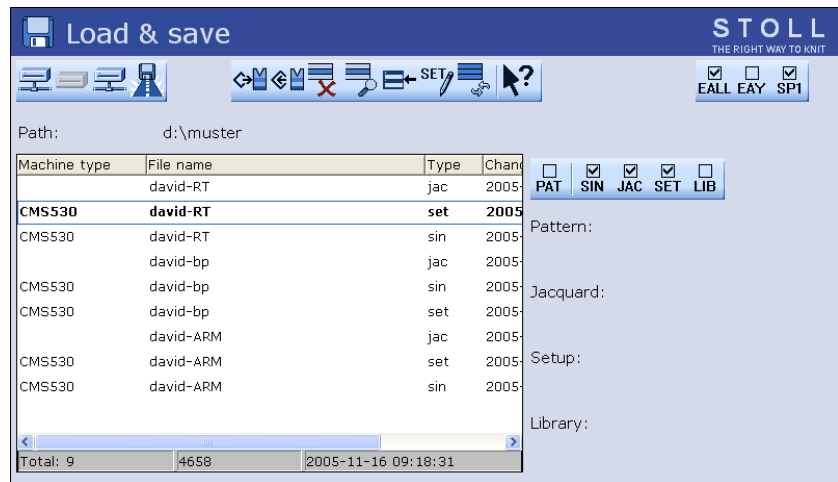 Load & save
STOLL
THE RIGHT WAY TO KNIT
SET
?
EALL EAY SP1
Path: d:\muster
Machine type File name Type Chang
david-RT jac 2005-
CMS530 david-RT set 2005
CMS530 david-RT sin 2005-
david-bp jac 2005-
CMS530 david-bp sin 2005-
CMS530 david-bp set 2005-
david-ARM jac 2005-
CMS530 david-ARM set 2005-
CMS530 david-ARM sin 2005-
Total: 9 4658 2005-11-16 09:18:31
PAT SIN JAC SET LIB
Pattern:
Jacquard:
Setup:
Library: